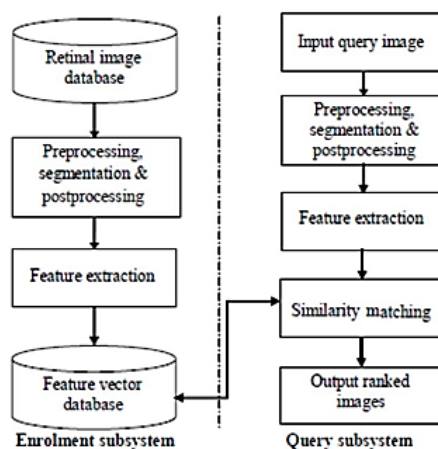 Retinal image
database
Preprocessing,
segmentation &
postprocessing
Feature extraction
Feature vector
database
Enrolment subsystem
Input query image
Preprocessing,
segmentation &
postprocessing
Feature extraction
Similarity matching
Output ranked
images
Query subsystem